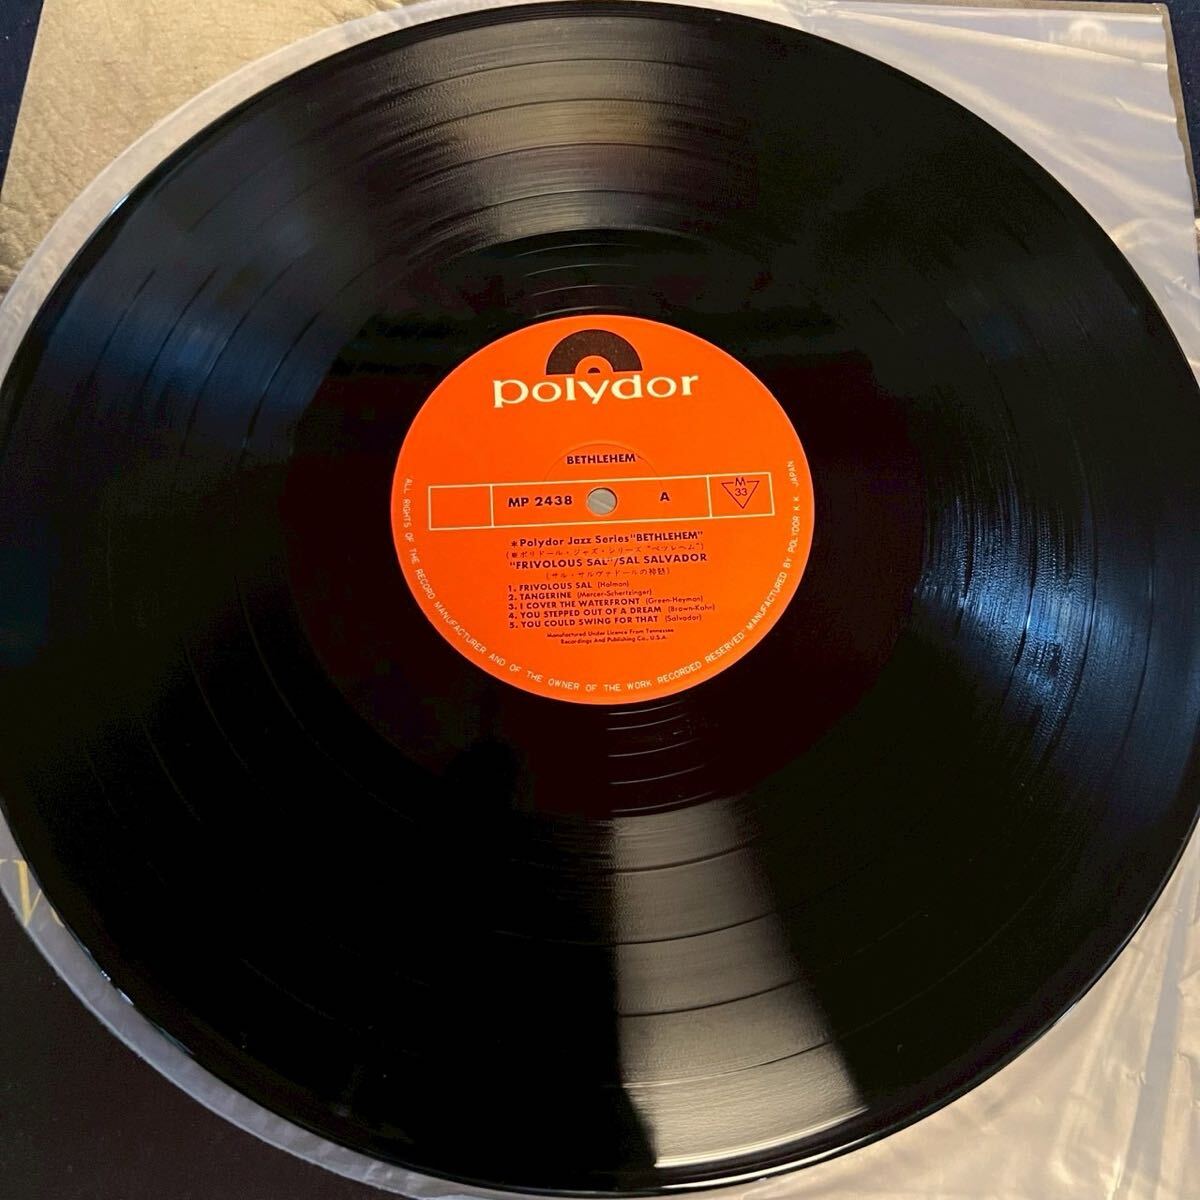 polydor
BETHLEHEM
MP 2438 A M 33
*Polydor Jazz Series "BETHLEHEM"
(※ポリドール・ジャズ・シリーズ "ベツレヘム")
"FRIVOLOUS SAL"/SAL SALVADOR
(サル・サルヴァドールの神髄)
1. FRIVOLOUS SAL (Holman)
2. TANGERINE (Mercer-Schertzinger)
3. I COVER THE WATERFRONT (Green-Heyman)
4. YOU STEPPED OUT OF A DREAM (Brown-Kahn)
5. YOU COULD SWING FOR THAT (Salvador)
Manufactured Under Licence From Tennessee
Recordings And Publishing Co., U.S.A.
ALL RIGHTS OF THE RECORD MANUFACTURER AND OF THE OWNER OF THE WORK RECORDED RESERVED MANUFACTURED BY POLYDOR K.K. JAPAN